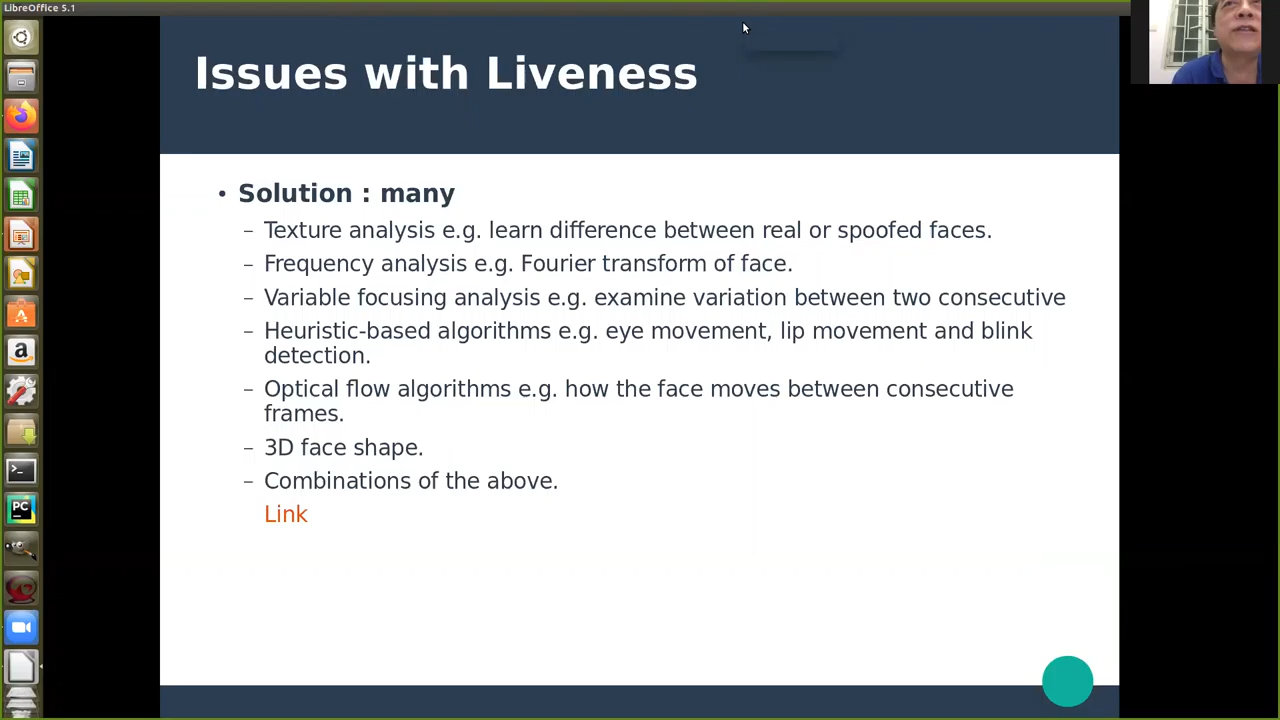 LibreOffice 5.1
Issues with Liveness
• Solution : many
– Texture analysis e.g. learn difference between real or spoofed faces.
– Frequency analysis e.g. Fourier transform of face.
– Variable focusing analysis e.g. examine variation between two consecutive
– Heuristic-based algorithms e.g. eye movement, lip movement and blink
detection.
– Optical flow algorithms e.g. how the face moves between consecutive
frames.
– 3D face shape.
– Combinations of the above.
Link
PC